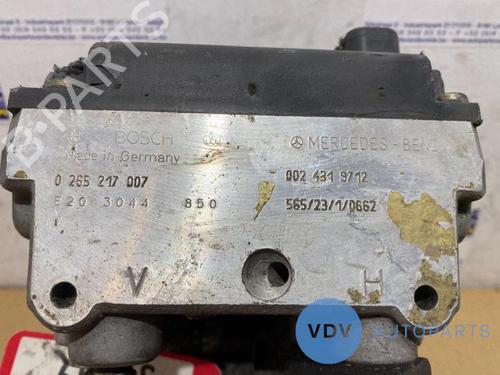 BOSCH
Made in Germany
MERCEDES-BENZ
0 265 217 007
002 431 9712
E20 3044 850
565/23/1/0662
V
H
B-PARTS
VDV AUTOPARTS